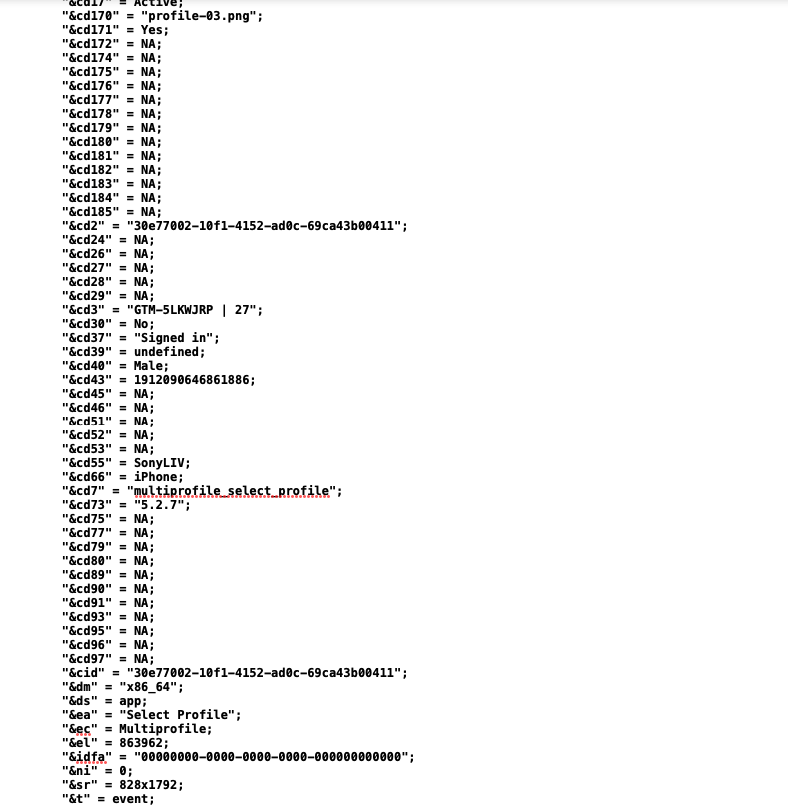 "&cd17" = Active;
"&cd170" = "profile-03.png";
"&cd171" = Yes;
"&cd172" = NA;
"&cd174" = NA;
"&cd175" = NA;
"&cd176" = NA;
"&cd177" = NA;
"&cd178" = NA;
"&cd179" = NA;
"&cd180" = NA;
"&cd181" = NA;
"&cd182" = NA;
"&cd183" = NA;
"&cd184" = NA;
"&cd185" = NA;
"&cd2" = "30e77002-10f1-4152-ad0c-69ca43b00411";
"&cd24" = NA;
"&cd26" = NA;
"&cd27" = NA;
"&cd28" = NA;
"&cd29" = NA;
"&cd3" = "GTM-5LKWJRP | 27";
"&cd30" = No;
"&cd37" = "Signed in";
"&cd39" = undefined;
"&cd40" = Male;
"&cd43" = 1912090646861886;
"&cd45" = NA;
"&cd46" = NA;
"&cd51" = NA;
"&cd52" = NA;
"&cd53" = NA;
"&cd55" = SonyLIV;
"&cd66" = iPhone;
"&cd7" = "multiprofile_select_profile";
"&cd73" = "5.2.7";
"&cd75" = NA;
"&cd77" = NA;
"&cd79" = NA;
"&cd80" = NA;
"&cd89" = NA;
"&cd90" = NA;
"&cd91" = NA;
"&cd93" = NA;
"&cd95" = NA;
"&cd96" = NA;
"&cd97" = NA;
"&cid" = "30e77002-10f1-4152-ad0c-69ca43b00411";
"&dm" = "x86_64";
"&ds" = app;
"&ea" = "Select Profile";
"&ec" = Multiprofile;
"&el" = 863962;
"&idfa" = "00000000-0000-0000-0000-000000000000";
"&ni" = 0;
"&sr" = 828x1792;
"&t" = event;